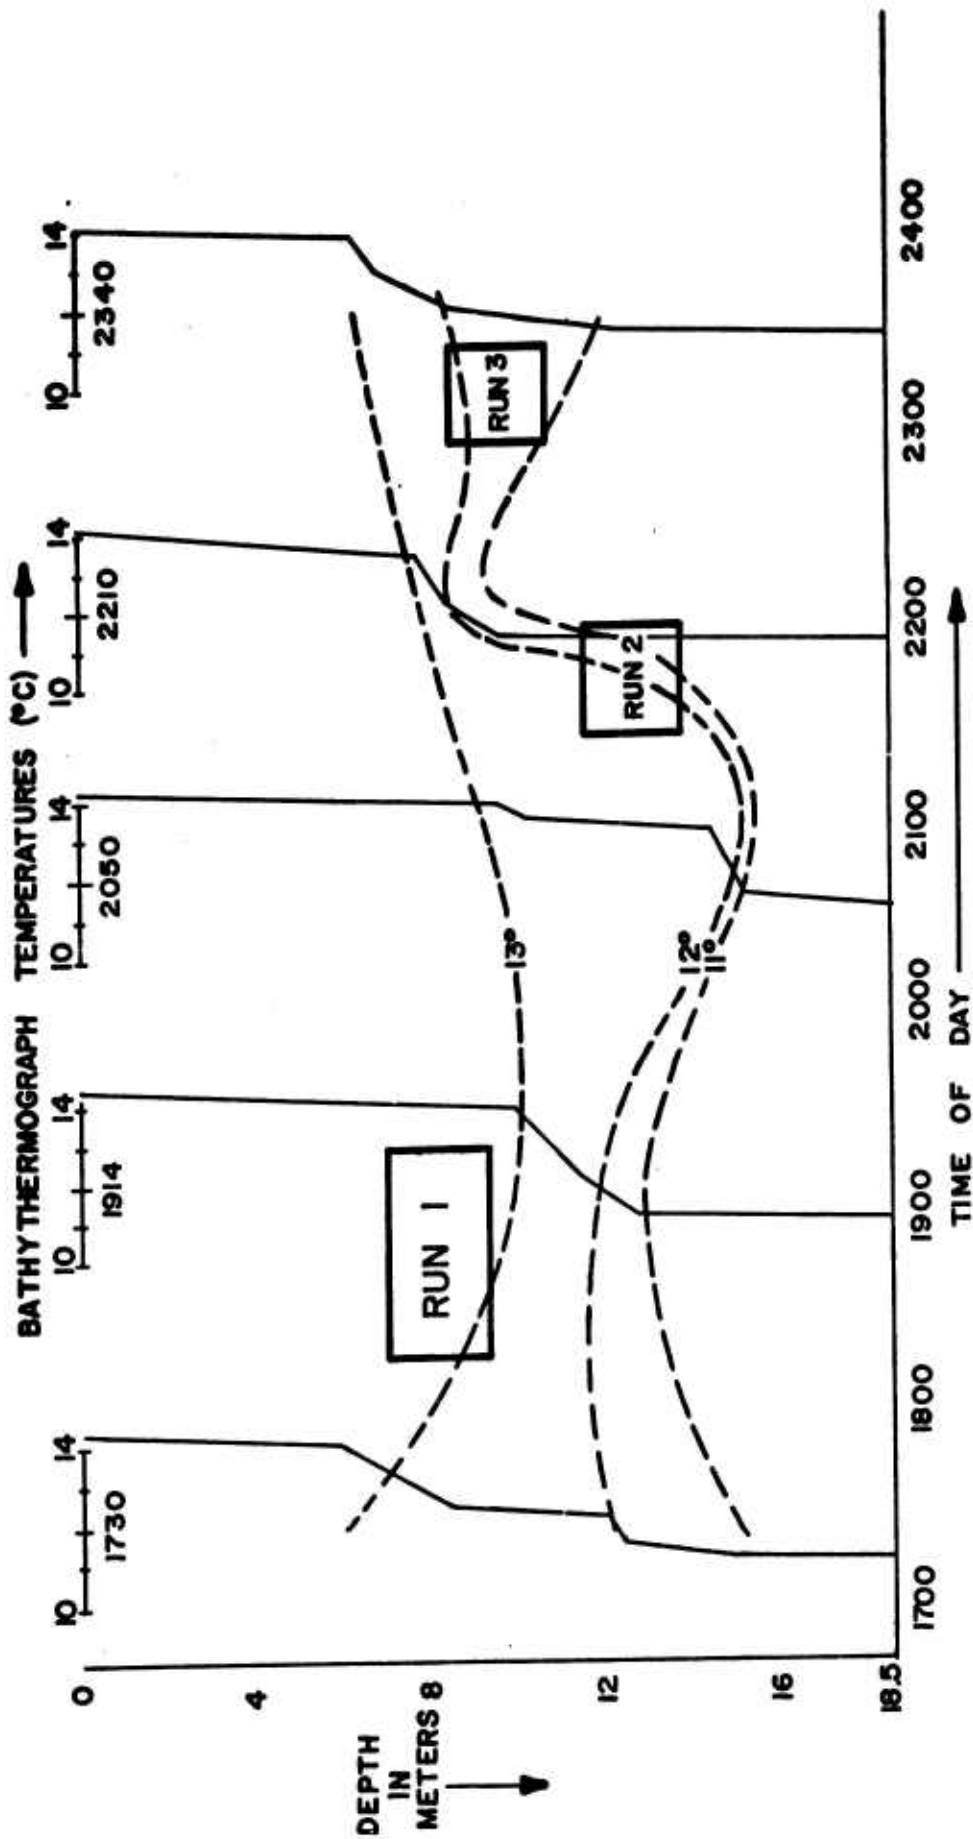 BATHYTHERMOGRAPH TEMPERATURES (°C)
10 14 10 14 10 14 10 14 10 14
1730 1914 2050 2210 2340
0
4
8
12
16
18.5
DEPTH
IN
METERS
RUN 1
RUN 2
RUN 3
13°
12°
11°
1700 1800 1900 2000 2100 2200 2300 2400
TIME OF DAY